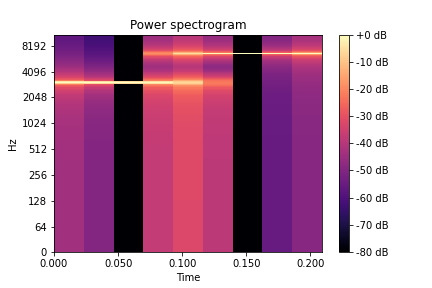 Power spectrogram
Hz
8192
4096
2048
1024
512
256
128
64
0
0.000 0.050 0.100 0.150 0.200
Time
+0 dB
-10 dB
-20 dB
-30 dB
-40 dB
-50 dB
-60 dB
-70 dB
-80 dB